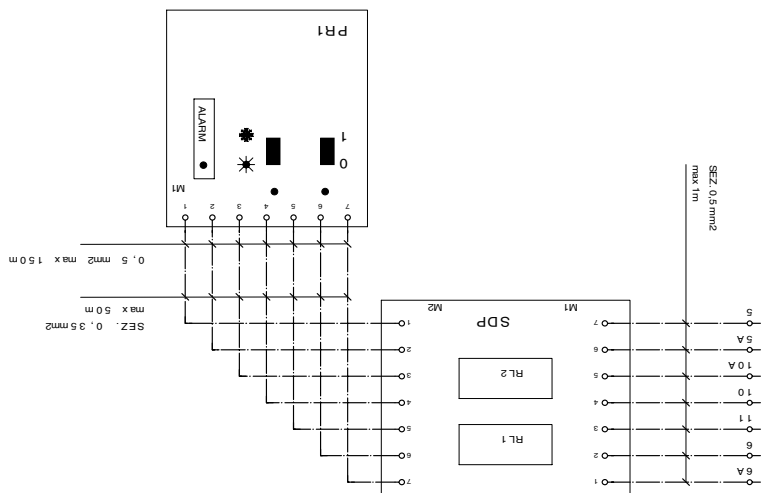 PR1
ALARM
1
0
M1
1 2 3 4 5 6 7
0,5 mm2 max 150m
SEZ. 0,35mm2
max 50m
SEZ. 0,5 mm2
max 1m
M2 SDP M1
1 7 5
2 6 5A
3 RL2 5 10A
4 4 10
5 RL1 3 11
6 2 6
7 1 6A